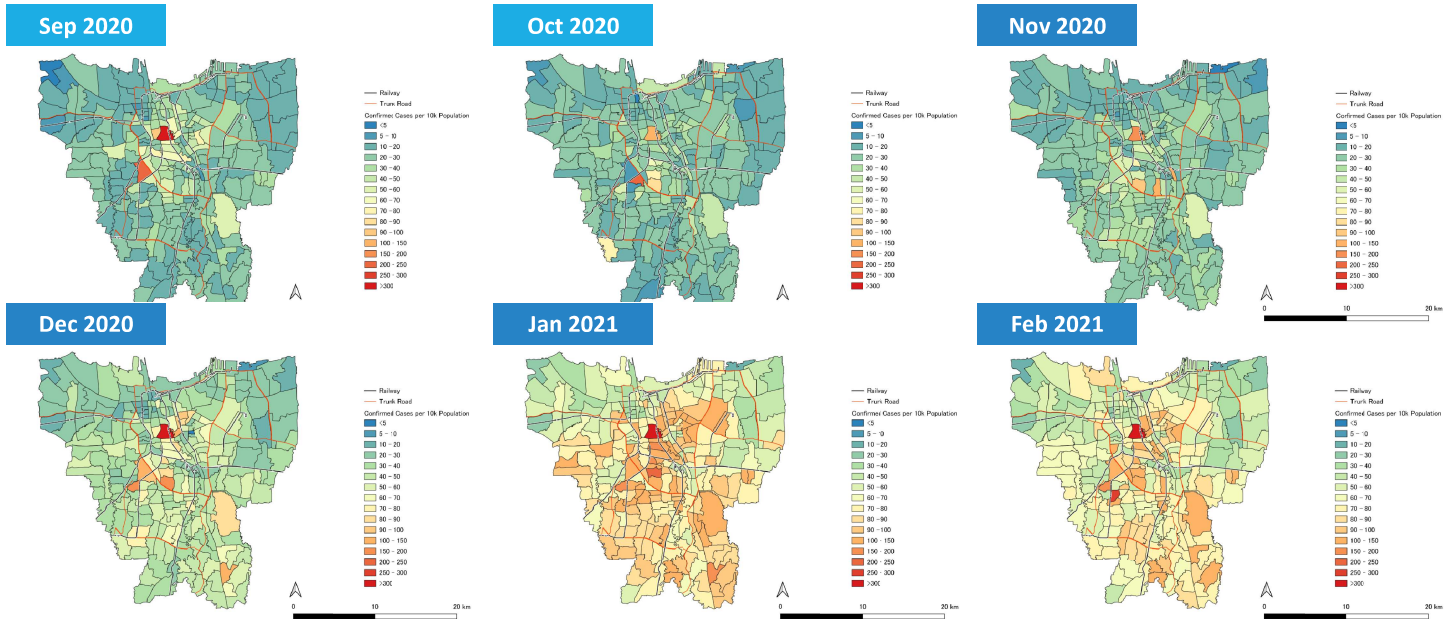 Sep 2020
Railway
Trunk Road
Confirmed Cases per 10k Population
<5
5 - 10
10 - 20
20 - 30
30 - 40
40 - 50
50 - 60
60 - 70
70 - 80
80 - 90
90 - 100
100 - 150
150 - 200
200 - 250
250 - 300
>300
Oct 2020
Railway
Trunk Road
Confirmed Cases per 10k Population
<5
5 - 10
10 - 20
20 - 30
30 - 40
40 - 50
50 - 60
60 - 70
70 - 80
80 - 90
90 - 100
100 - 150
150 - 200
200 - 250
250 - 300
>300
Nov 2020
Railway
Trunk Road
Confirmed Cases per 10k Population
<5
5 - 10
10 - 20
20 - 30
30 - 40
40 - 50
50 - 60
60 - 70
70 - 80
80 - 90
90 - 100
100 - 150
150 - 200
200 - 250
250 - 300
>300
0 10 20 km
Dec 2020
Railway
Trunk Road
Confirmed Cases per 10k Population
<5
5 - 10
10 - 20
20 - 30
30 - 40
40 - 50
50 - 60
60 - 70
70 - 80
80 - 90
90 - 100
100 - 150
150 - 200
200 - 250
250 - 300
>300
0 10 20 km
Jan 2021
Railway
Trunk Road
Confirmed Cases per 10k Population
<5
5 - 10
10 - 20
20 - 30
30 - 40
40 - 50
50 - 60
60 - 70
70 - 80
80 - 90
90 - 100
100 - 150
150 - 200
200 - 250
250 - 300
>300
0 10 20 km
Feb 2021
Railway
Trunk Road
Confirmed Cases per 10k Population
<5
5 - 10
10 - 20
20 - 30
30 - 40
40 - 50
50 - 60
60 - 70
70 - 80
80 - 90
90 - 100
100 - 150
150 - 200
200 - 250
250 - 300
>300
0 10 20 km